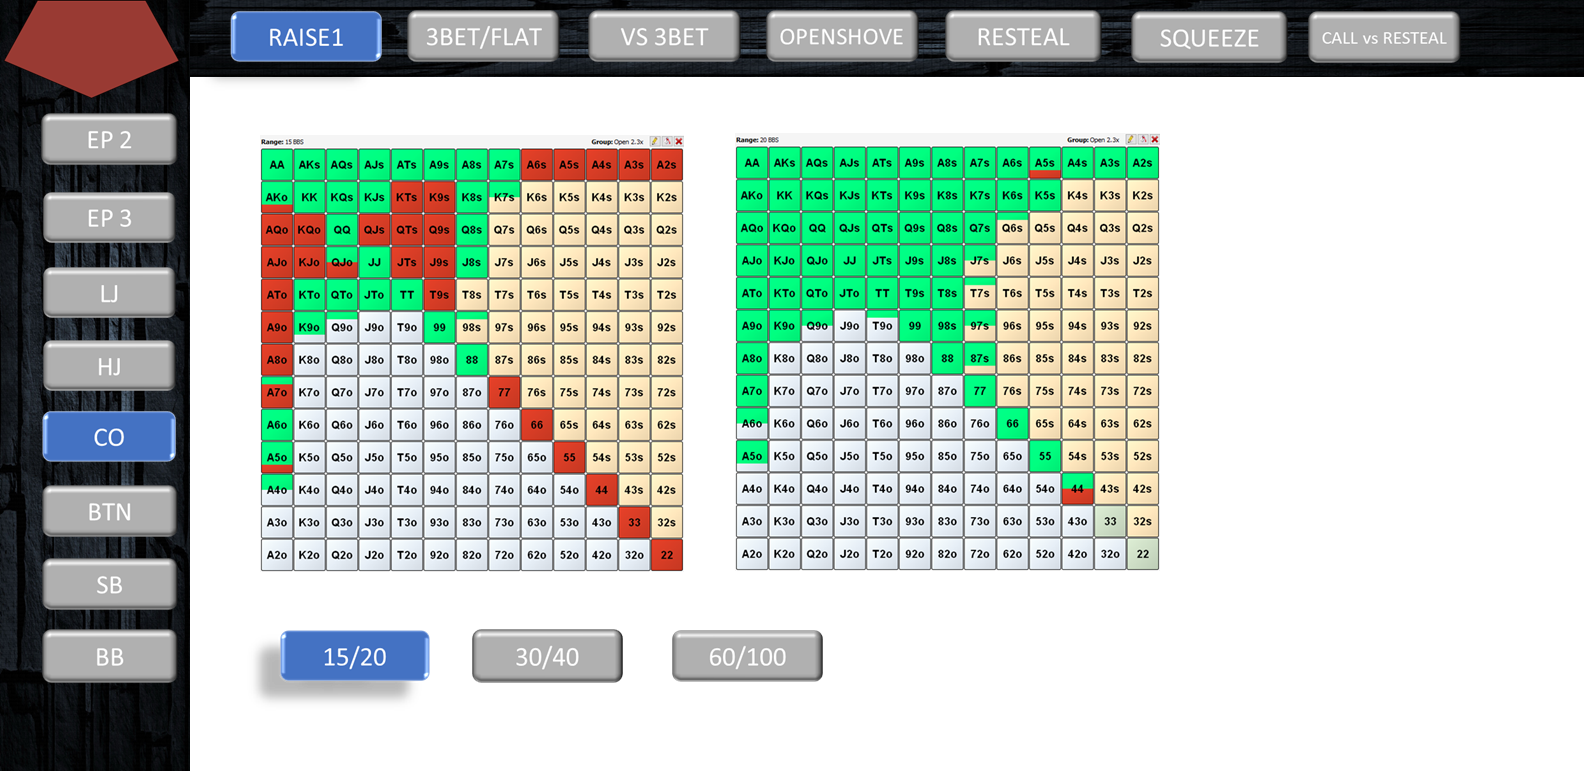 RAISE1 3BET/FLAT VS 3BET OPENSHOVE RESTEAL SQUEEZE CALL vs RESTEAL
EP 2
EP 3
LJ
HJ
CO
BTN
SB
BB
Range: 15 BBS Group: Open 2.3x
AA AKs AQs AJs ATs A9s A8s A7s A6s A5s A4s A3s A2s
AKo KK KQs KJs KTs K9s K8s K7s K6s K5s K4s K3s K2s
AQo KQo QQ QJs QTs Q9s Q8s Q7s Q6s Q5s Q4s Q3s Q2s
AJo KJo QJo JJ JTs J9s J8s J7s J6s J5s J4s J3s J2s
ATo KTo QTo JTo TT T9s T8s T7s T6s T5s T4s T3s T2s
A9o K9o Q9o J9o T9o 99 98s 97s 96s 95s 94s 93s 92s
A8o K8o Q8o J8o T8o 98o 88 87s 86s 85s 84s 83s 82s
A7o K7o Q7o J7o T7o 97o 87o 77 76s 75s 74s 73s 72s
A6o K6o Q6o J6o T6o 96o 86o 76o 66 65s 64s 63s 62s
A5o K5o Q5o J5o T5o 95o 85o 75o 65o 55 54s 53s 52s
A4o K4o Q4o J4o T4o 94o 84o 74o 64o 54o 44 43s 42s
A3o K3o Q3o J3o T3o 93o 83o 73o 63o 53o 43o 33 32s
A2o K2o Q2o J2o T2o 92o 82o 72o 62o 52o 42o 32o 22
Range: 20 BBS Group: Open 2.3x
AA AKs AQs AJs ATs A9s A8s A7s A6s A5s A4s A3s A2s
AKo KK KQs KJs KTs K9s K8s K7s K6s K5s K4s K3s K2s
AQo KQo QQ QJs QTs Q9s Q8s Q7s Q6s Q5s Q4s Q3s Q2s
AJo KJo QJo JJ JTs J9s J8s J7s J6s J5s J4s J3s J2s
ATo KTo QTo JTo TT T9s T8s T7s T6s T5s T4s T3s T2s
A9o K9o Q9o J9o T9o 99 98s 97s 96s 95s 94s 93s 92s
A8o K8o Q8o J8o T8o 98o 88 87s 86s 85s 84s 83s 82s
A7o K7o Q7o J7o T7o 97o 87o 77 76s 75s 74s 73s 72s
A6o K6o Q6o J6o T6o 96o 86o 76o 66 65s 64s 63s 62s
A5o K5o Q5o J5o T5o 95o 85o 75o 65o 55 54s 53s 52s
A4o K4o Q4o J4o T4o 94o 84o 74o 64o 54o 44 43s 42s
A3o K3o Q3o J3o T3o 93o 83o 73o 63o 53o 43o 33 32s
A2o K2o Q2o J2o T2o 92o 82o 72o 62o 52o 42o 32o 22
15/20 30/40 60/100